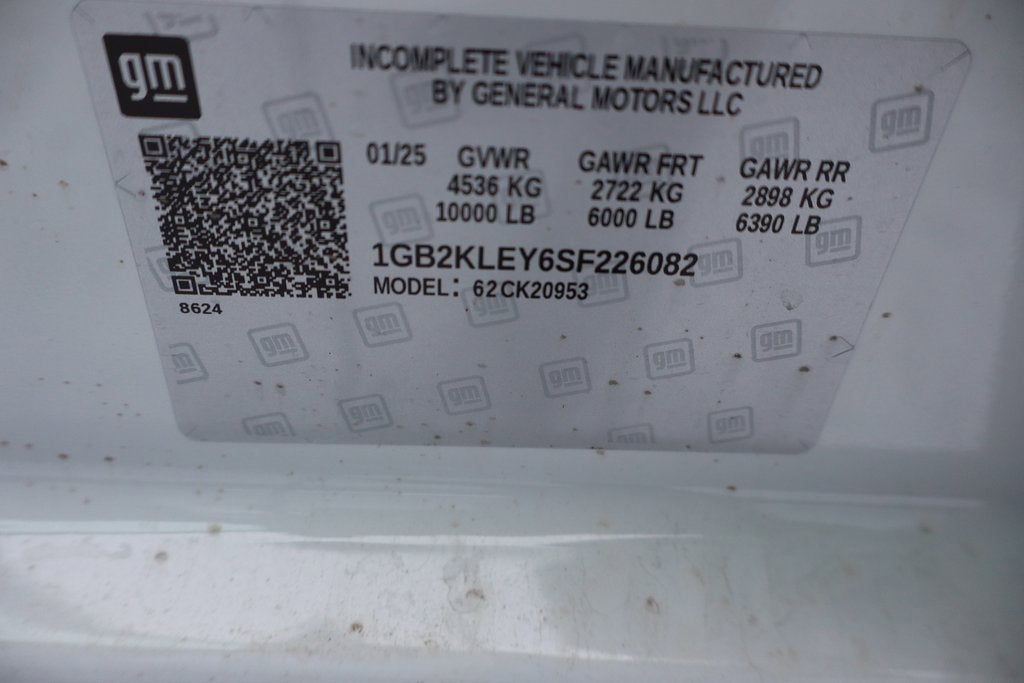 gm
INCOMPLETE VEHICLE MANUFACTURED
BY GENERAL MOTORS LLC
01/25 GVWR GAWR FRT GAWR RR
4536 KG 2722 KG 2898 KG
10000 LB 6000 LB 6390 LB
1GB2KLEY6SF226082
MODEL: 62CK20953
8624